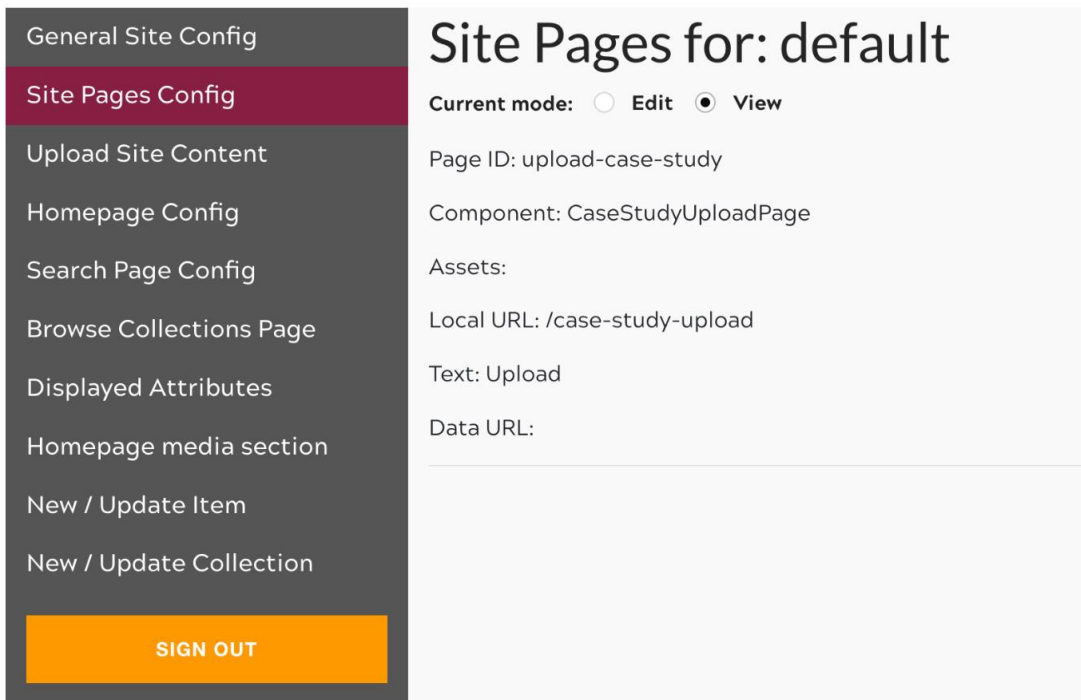 General Site Config
Site Pages Config
Upload Site Content
Homepage Config
Search Page Config
Browse Collections Page
Displayed Attributes
Homepage media section
New / Update Item
New / Update Collection
SIGN OUT
Site Pages for: default
Current mode: Edit View
Page ID: upload-case-study
Component: CaseStudyUploadPage
Assets:
Local URL: /case-study-upload
Text: Upload
Data URL: